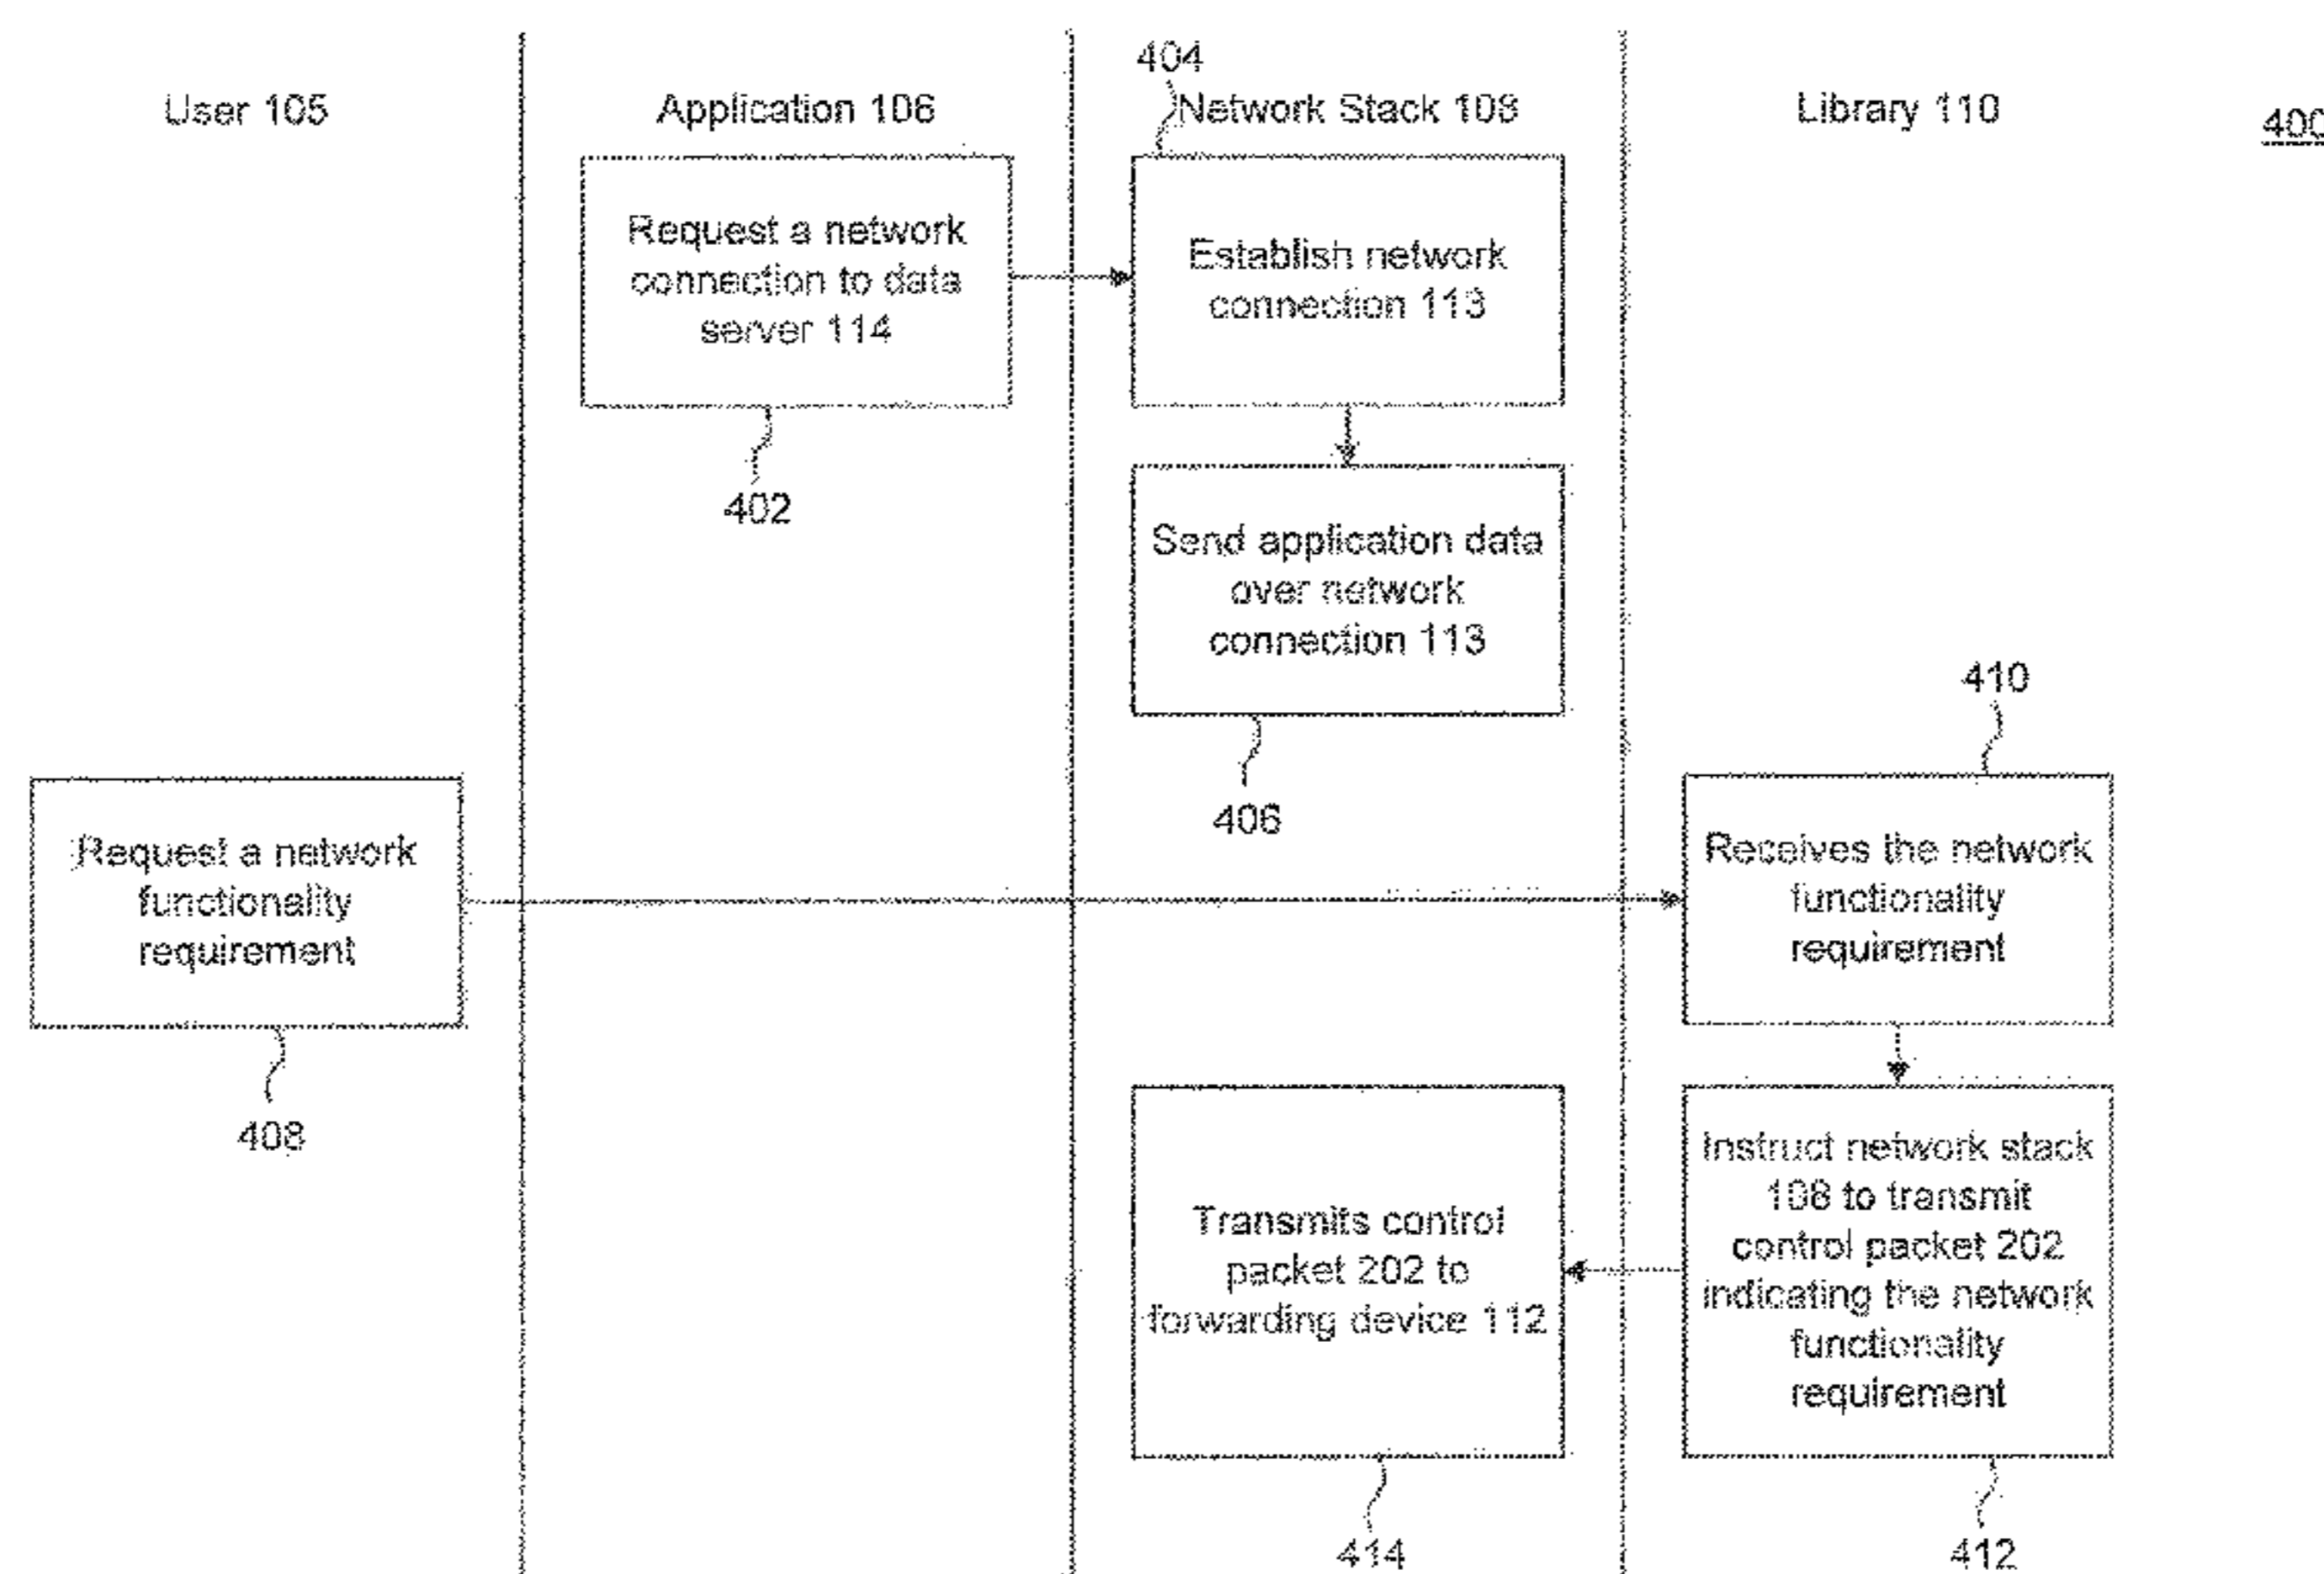 404
User 105
Application 106
Network Stack 108
Library 110
400
Request a network
connection to data
server 114
402
Establish network
connection 113
Send application data
over network
connection 113
406
410
Request a network
functionality
requirement
408
Receives the network
functionality
requirement
Transmits control
packet 202 to
forwarding device 112
414
Instruct network stack
108 to transmit
control packet 202
indicating the network
functionality
requirement
412